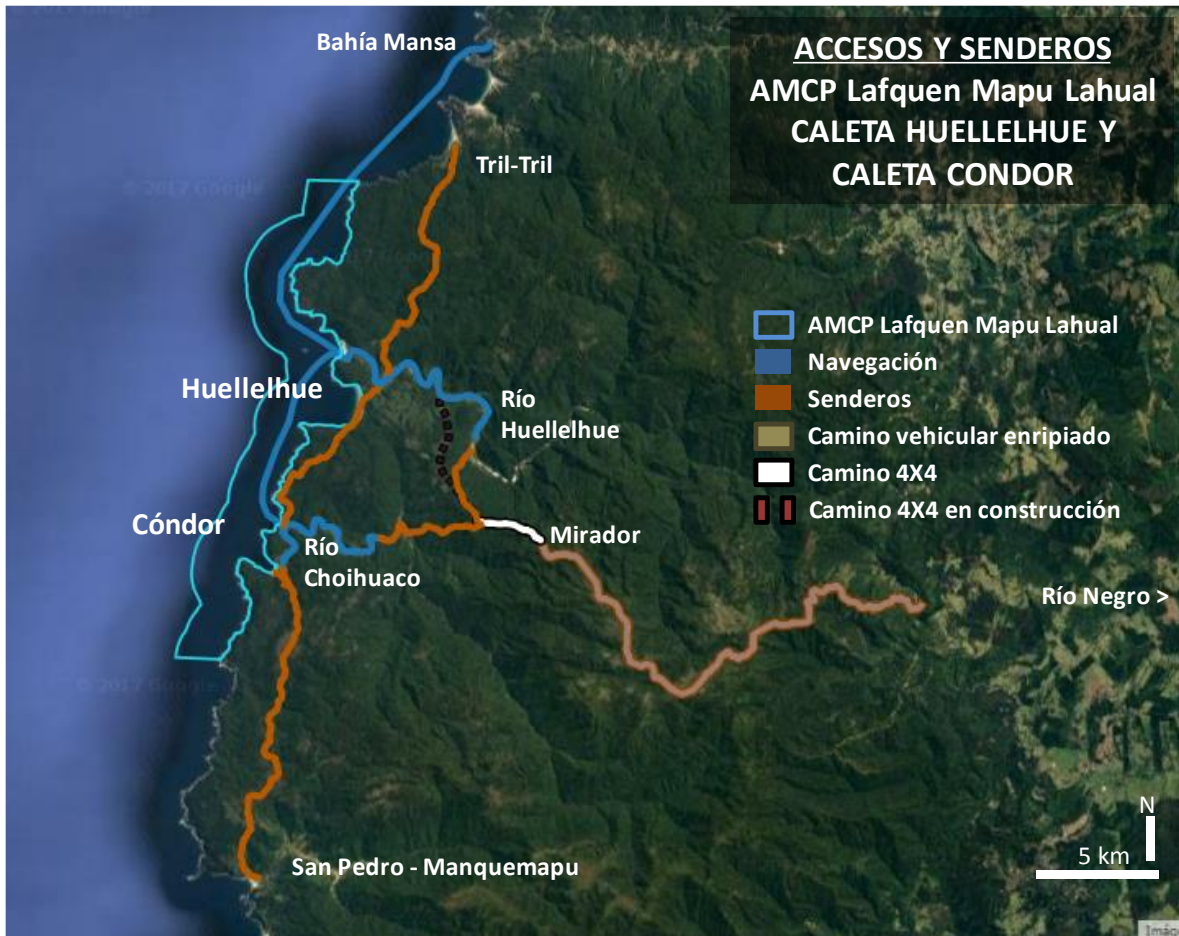 Bahía Mansa
ACCESOS Y SENDEROS
AMCP Lafquen Mapu Lahual
CALETA HUELLELHUE Y
CALETA CONDOR
Tril-Tril
© 2017 Google
AMCP Lafquen Mapu Lahual
Navegación
Senderos
Camino vehicular enripiado
Camino 4X4
Camino 4X4 en construcción
Huellelhue
Río
Huellelhue
Cóndor
Río
Choihuaco
Mirador
Río Negro >
© 2017 Google
San Pedro - Manquemapu
N
5 km